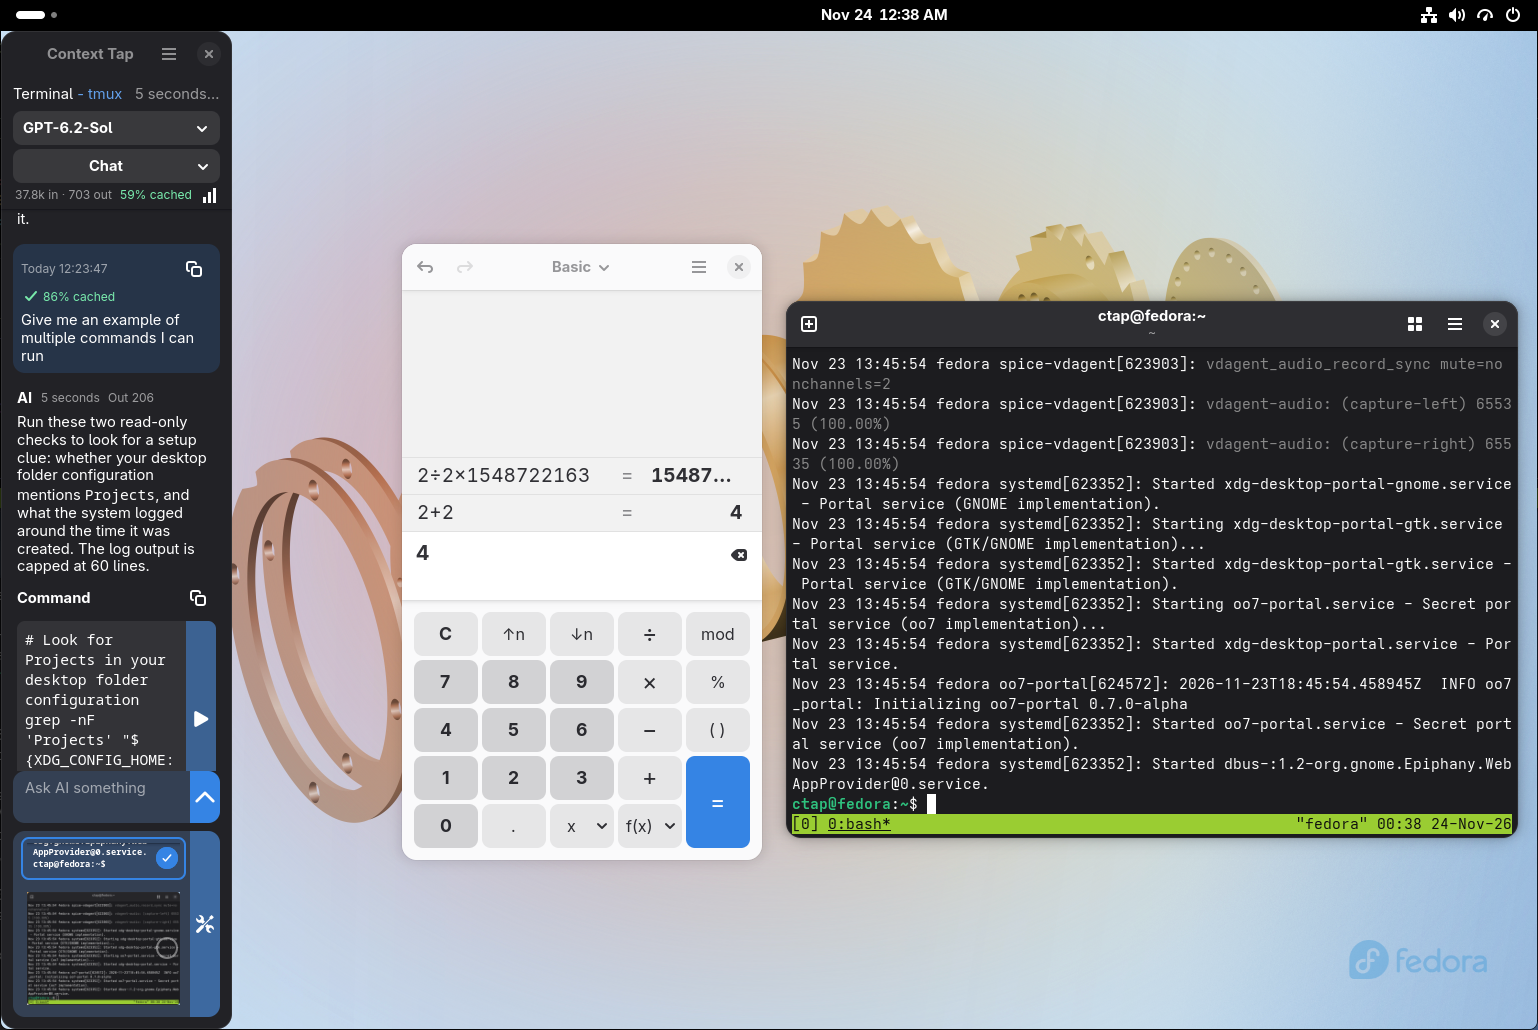 Nov 24 12:38 AM
Context Tap
Terminal - tmux 5 seconds...
GPT-6.2-Sol
Chat
37.8k in · 703 out 59% cached
it.
Today 12:23:47
86% cached
Give me an example of
multiple commands I can
run
AI 5 seconds Out 206
Run these two read-only
checks to look for a setup
clue: whether your desktop
folder configuration
mentions Projects, and
what the system logged
around the time it was
created. The log output is
capped at 60 lines.
Command
# Look for
Projects in your
desktop folder
configuration
grep -nF
'Projects' "$
{XDG_CONFIG_HOME:
Ask AI something
AppProvider@0.service.
ctap@fedora:~$
Basic
2÷2×1548722163 = 15487...
2+2 = 4
4
C ↑n ↓n ÷ mod
7 8 9 × %
4 5 6 − ( )
1 2 3 +
0 . x f(x) =
ctap@fedora:~
~
Nov 23 13:45:54 fedora spice-vdagent[623903]: vdagent_audio_record_sync mute=no
nchannels=2
Nov 23 13:45:54 fedora spice-vdagent[623903]: vdagent-audio: (capture-left) 6553
5 (100.00%)
Nov 23 13:45:54 fedora spice-vdagent[623903]: vdagent-audio: (capture-right) 655
35 (100.00%)
Nov 23 13:45:54 fedora systemd[623352]: Started xdg-desktop-portal-gnome.service
 - Portal service (GNOME implementation).
Nov 23 13:45:54 fedora systemd[623352]: Starting xdg-desktop-portal-gtk.service
- Portal service (GTK/GNOME implementation)...
Nov 23 13:45:54 fedora systemd[623352]: Started xdg-desktop-portal-gtk.service -
 Portal service (GTK/GNOME implementation).
Nov 23 13:45:54 fedora systemd[623352]: Starting oo7-portal.service - Secret por
tal service (oo7 implementation)...
Nov 23 13:45:54 fedora systemd[623352]: Started xdg-desktop-portal.service - Por
tal service.
Nov 23 13:45:54 fedora oo7-portal[624572]: 2026-11-23T18:45:54.458945Z  INFO oo7
_portal: Initializing oo7-portal 0.7.0-alpha
Nov 23 13:45:54 fedora systemd[623352]: Started oo7-portal.service - Secret port
al service (oo7 implementation).
Nov 23 13:45:54 fedora systemd[623352]: Started dbus-:1.2-org.gnome.Epiphany.Web
AppProvider@0.service.
ctap@fedora:~$
[0] 0:bash* "fedora" 00:38 24-Nov-26
fedora